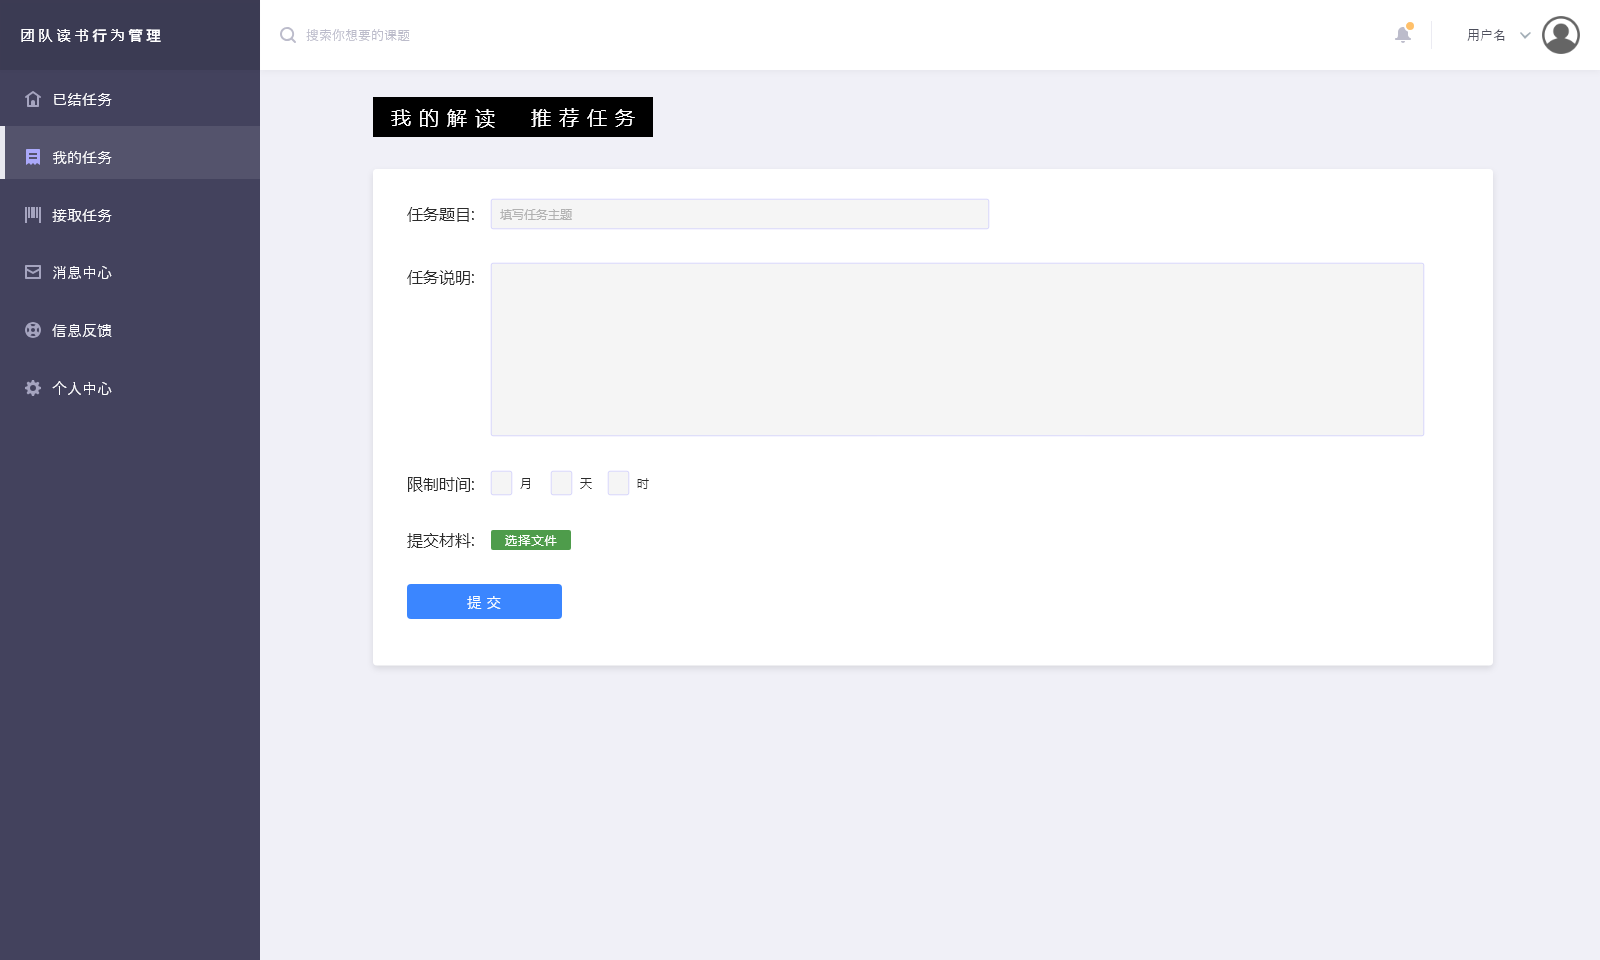 团队读书行为管理
搜索你想要的课题
用户名
已结任务
我的任务
接取任务
消息中心
信息反馈
个人中心
我的解读 推荐任务
任务题目: 填写任务主题
任务说明:
限制时间: 月 天 时
提交材料: 选择文件
提交